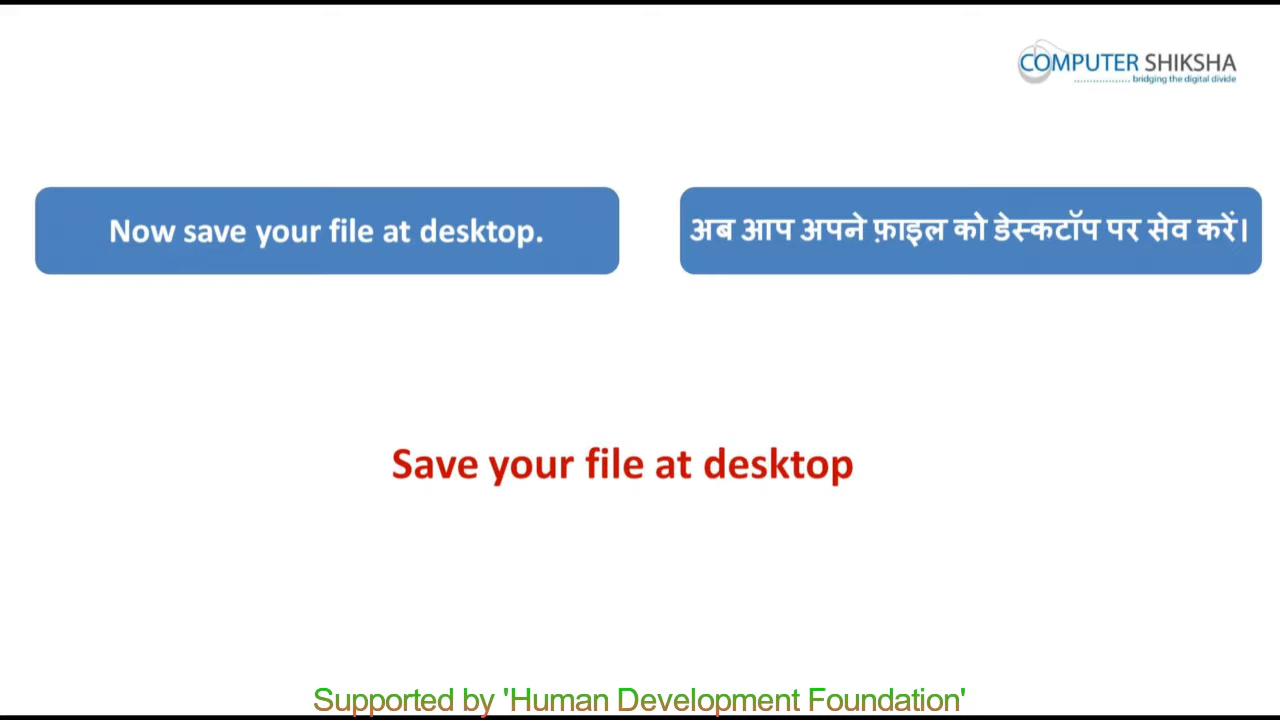 COMPUTER SHIKSHA
.................. bridging the digital divide
Now save your file at desktop.
अब आप अपने फ़ाइल को डेस्कटॉप पर सेव करें।
Save your file at desktop
Supported by 'Human Development Foundation'